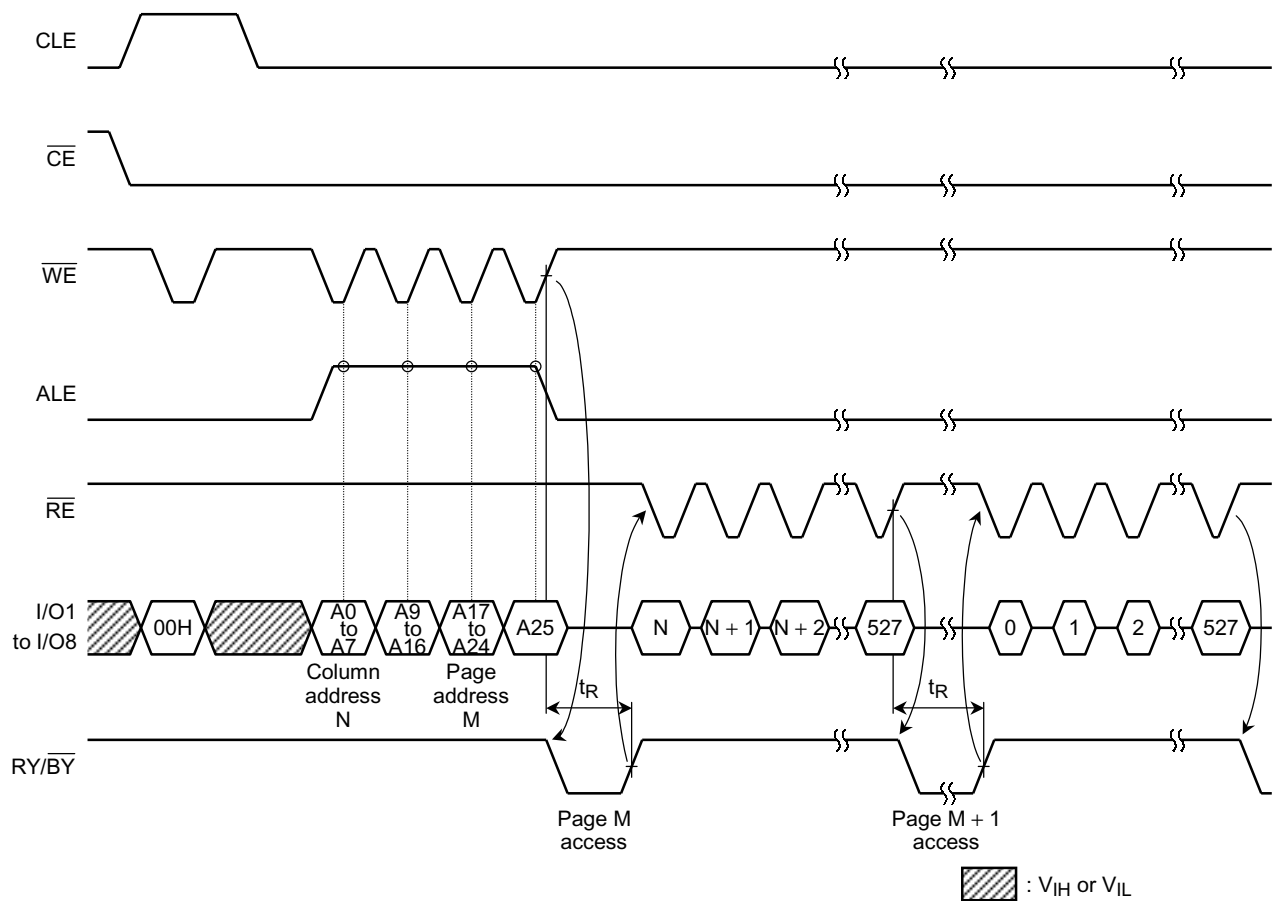 CLE
CE
WE
ALE
RE
I/O1
to I/O8
00H
A0
to
A7
A9
to
A16
A17
to
A24
A25
N
N + 1
N + 2
527
0
1
2
527
Column
address
N
Page
address
M
tR
tR
RY/BY
Page M
access
Page M + 1
access
: VIH or VIL